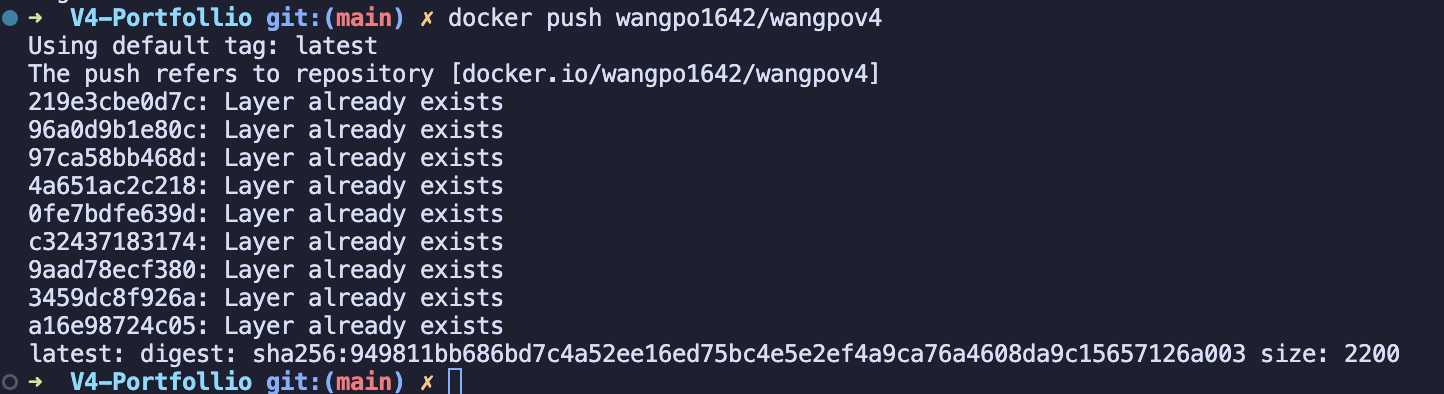 ➜ V4-Portfollio git:(main) ✗ docker push wangpo1642/wangpov4
Using default tag: latest
The push refers to repository [docker.io/wangpo1642/wangpov4]
219e3cbe0d7c: Layer already exists
96a0d9b1e80c: Layer already exists
97ca58bb468d: Layer already exists
4a651ac2c218: Layer already exists
0fe7bdfe639d: Layer already exists
c32437183174: Layer already exists
9aad78ecf380: Layer already exists
3459dc8f926a: Layer already exists
a16e98724c05: Layer already exists
latest: digest: sha256:949811bb686bd7c4a52ee16ed75bc4e5e2ef4a9ca76a4608da9c15657126a003 size: 2200
➜ V4-Portfollio git:(main) ✗